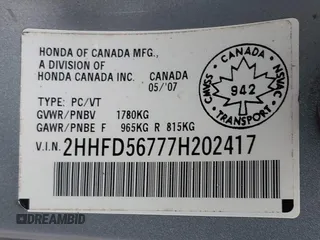 HONDA OF CANADA MFG.,
A DIVISION OF
HONDA CANADA INC. CANADA
05/'07
TYPE: PC/VT
GVWR/PNBV 1780KG
GAWR/PNBE F 965KG R 815KG
V.I.N. 2HHFD56777H202417
CANADA
CMVSS
942
NSVAC
TRANSPORT
DREAMBID